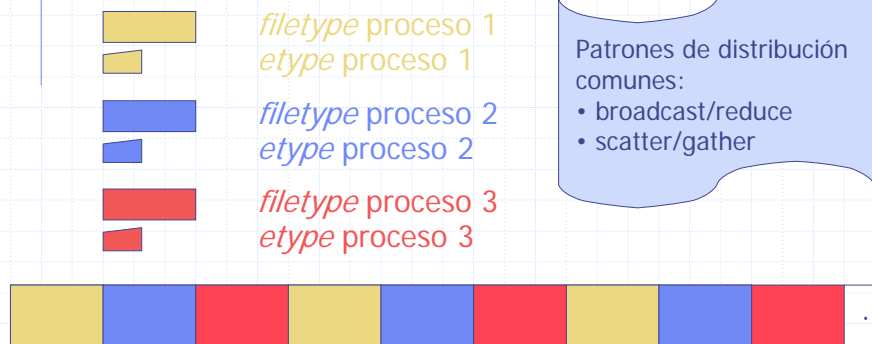 filetype proceso 1
etype proceso 1
filetype proceso 2
etype proceso 2
filetype proceso 3
etype proceso 3
Patrones de distribución
comunes:
• broadcast/reduce
• scatter/gather
.